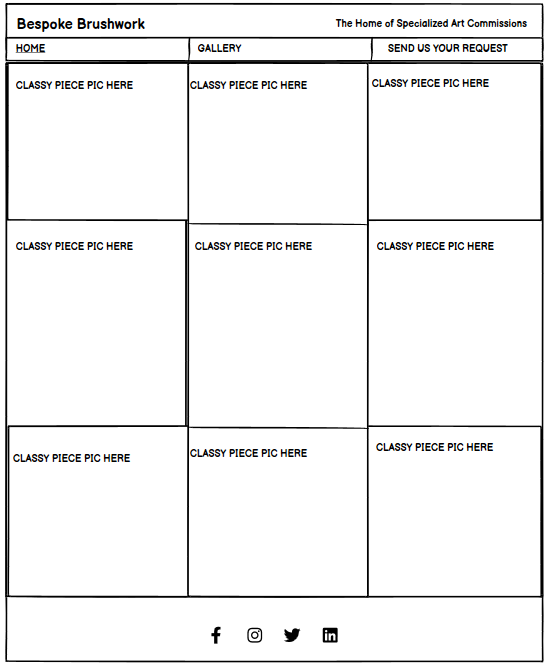 Bespoke Brushwork
The Home of Specialized Art Commissions
HOME
GALLERY
SEND US YOUR REQUEST
CLASSY PIECE PIC HERE
CLASSY PIECE PIC HERE
CLASSY PIECE PIC HERE
CLASSY PIECE PIC HERE
CLASSY PIECE PIC HERE
CLASSY PIECE PIC HERE
CLASSY PIECE PIC HERE
CLASSY PIECE PIC HERE
CLASSY PIECE PIC HERE